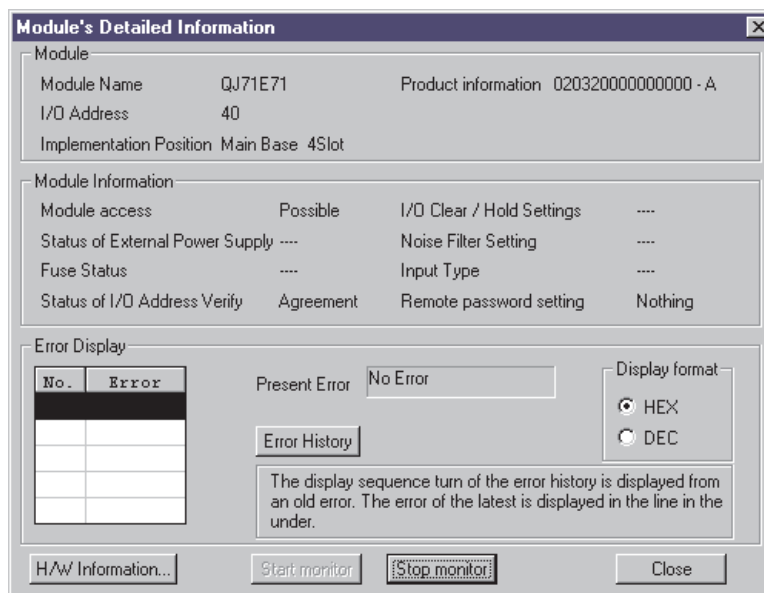 Module's Detailed Information
Module
Module Name QJ71E71 Product information 020320000000000 - A
I/O Address 40
Implementation Position Main Base 4Slot
Module Information
Module access Possible I/O Clear / Hold Settings ----
Status of External Power Supply ---- Noise Filter Setting ----
Fuse Status ---- Input Type ----
Status of I/O Address Verify Agreement Remote password setting Nothing
Error Display
No. Error
Present Error No Error
Display format
HEX
DEC
Error History
The display sequence turn of the error history is displayed from
an old error. The error of the latest is displayed in the line in the
under.
H/W Information... Start monitor Stop monitor Close